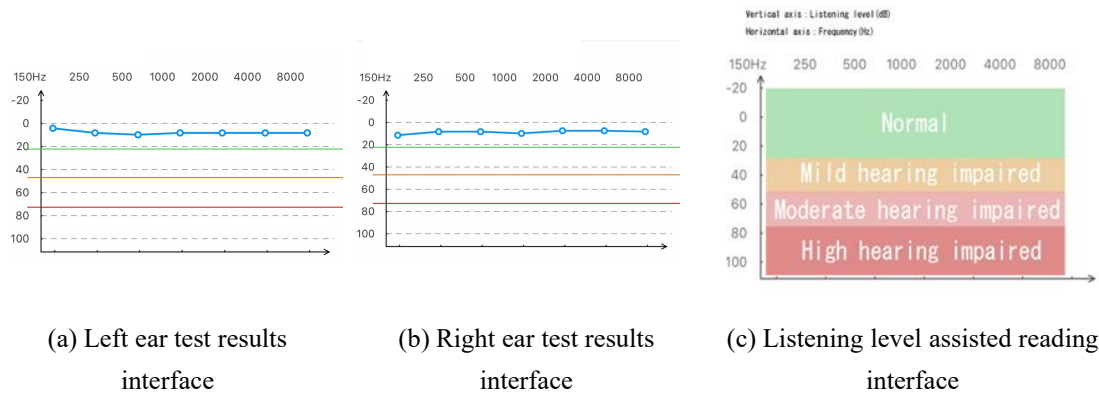 150Hz 250 500 1000 2000 4000 8000
-20
0
20
40
60
80
100
(a) Left ear test results
interface
150Hz 250 500 1000 2000 4000 8000
-20
0
20
40
60
80
100
(b) Right ear test results
interface
Vertical axis : Listening level(dB)
Horizontal axis : Frequency(Hz)
150Hz 250 500 1000 2000 4000 8000
-20
0
20
40
60
80
100
Normal
Mild hearing impaired
Moderate hearing impaired
High hearing impaired
(c) Listening level assisted reading
interface